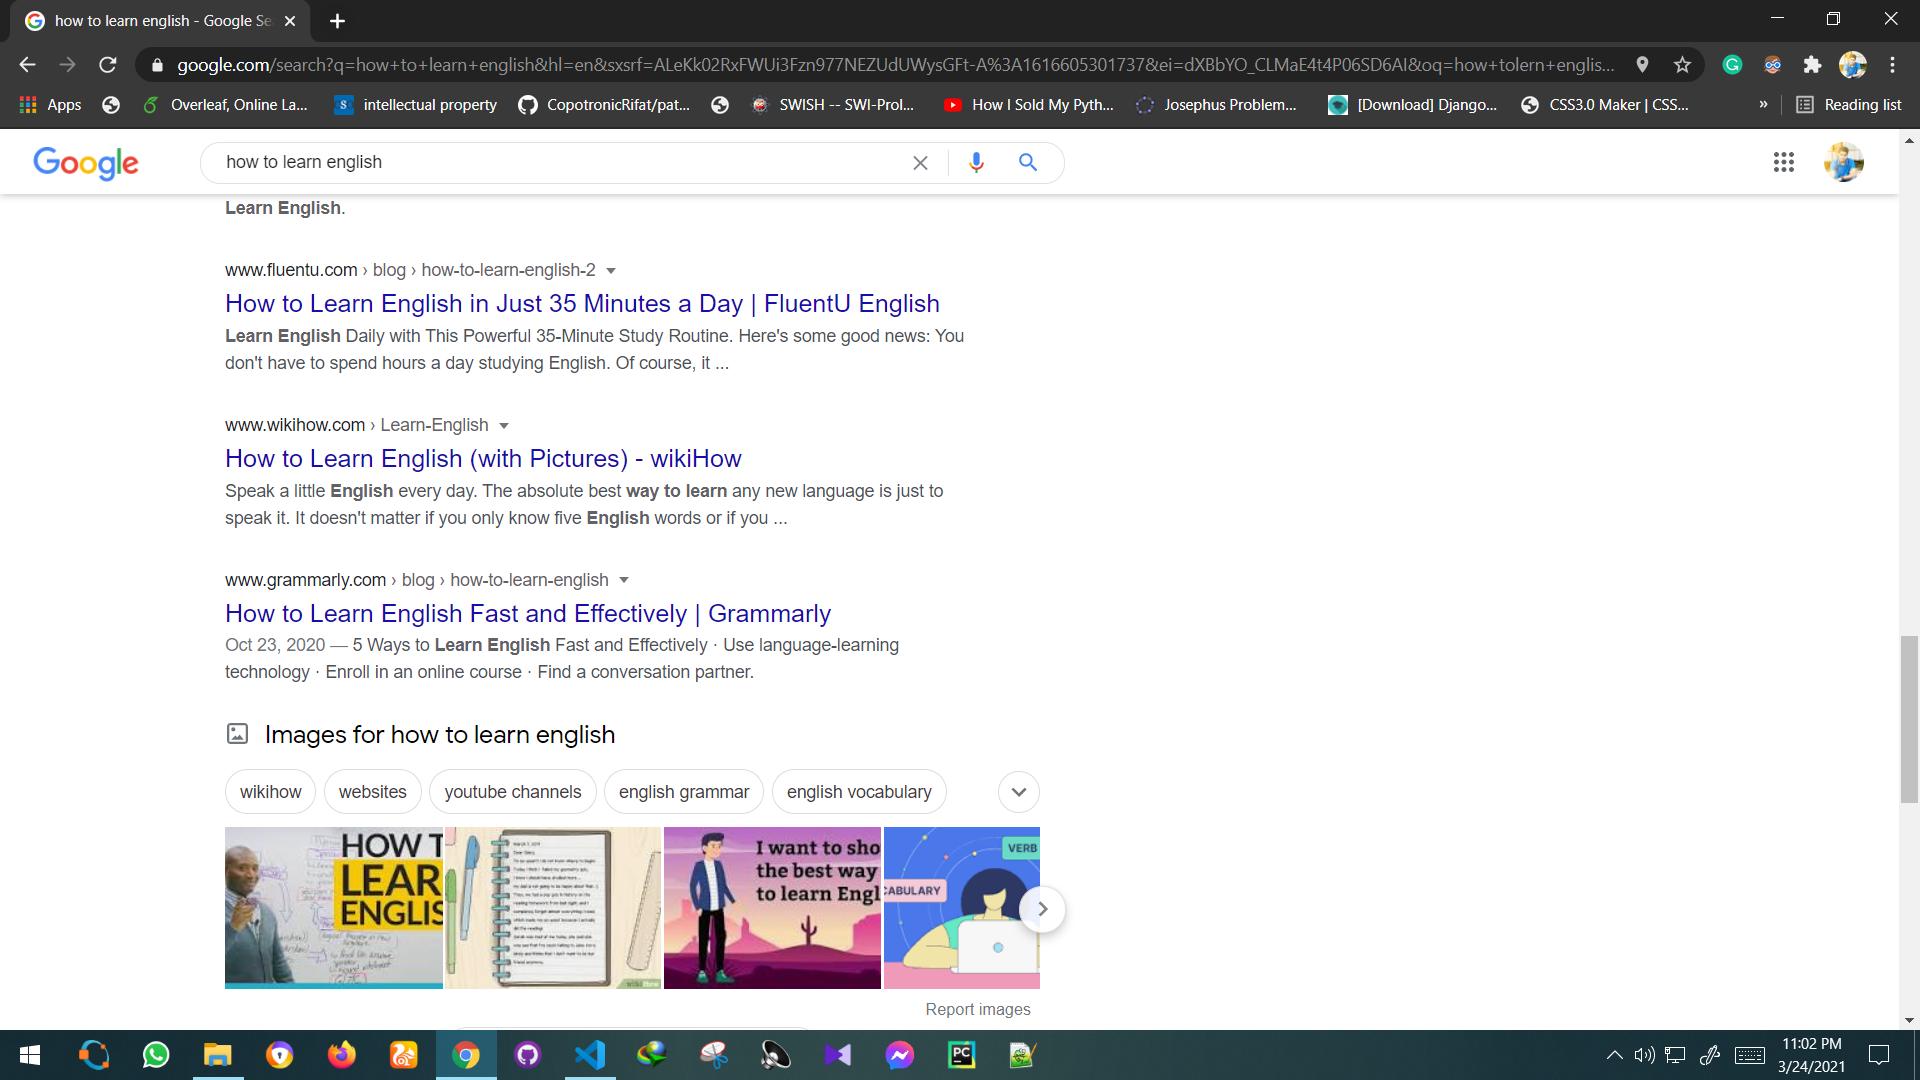 how to learn english - Google Se
google.com/search?q=how+to+learn+english&hl=en&sxsrf=ALeKk02RxFWUi3Fzn977NEZUdUWysGFt-A%3A1616605301737&ei=dXBbYO_CLMaE4t4P06SD6AI&oq=how+tolern+englis...
Apps Overleaf, Online La... intellectual property CopotronicRifat/pat... SWISH -- SWI-Prol... How I Sold My Pyth... Josephus Problem... [Download] Django... CSS3.0 Maker | CSS... » Reading list
Google how to learn english
Learn English.
www.fluentu.com › blog › how-to-learn-english-2
How to Learn English in Just 35 Minutes a Day | FluentU English
Learn English Daily with This Powerful 35-Minute Study Routine. Here's some good news: You
don't have to spend hours a day studying English. Of course, it ...
www.wikihow.com › Learn-English
How to Learn English (with Pictures) - wikiHow
Speak a little English every day. The absolute best way to learn any new language is just to
speak it. It doesn't matter if you only know five English words or if you ...
www.grammarly.com › blog › how-to-learn-english
How to Learn English Fast and Effectively | Grammarly
Oct 23, 2020 — 5 Ways to Learn English Fast and Effectively · Use language-learning
technology · Enroll in an online course · Find a conversation partner.
Images for how to learn english
wikihow websites youtube channels english grammar english vocabulary
HOW T
LEAR
ENGLIS
I want to sho
the best way
to learn Engl
VERB
CABULARY
Report images
PC
11:02 PM
3/24/2021